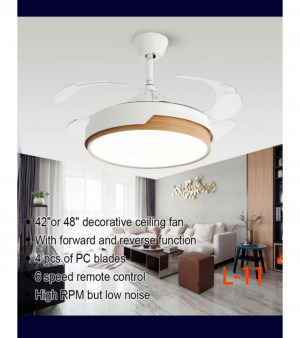 • 42"or 48" decorative ceiling fan
• With forward and reverse function
• 4 pcs of PC blades
• 6 speed remote control
• High RPM but low noise
L-11